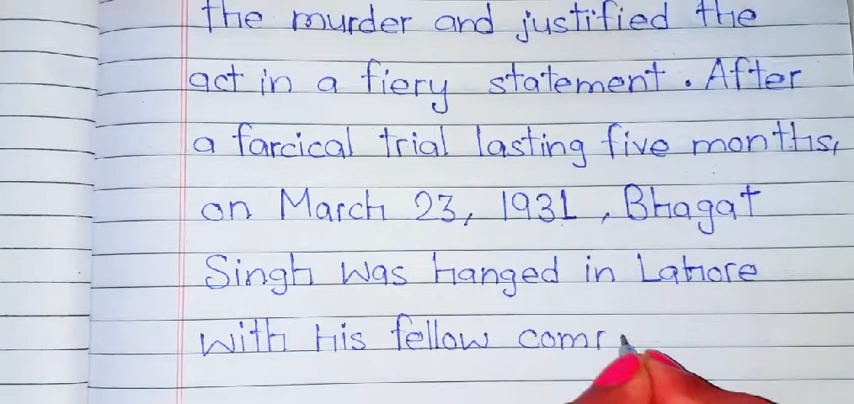 the murder and justified the
act in a fiery statement. After
a farcical trial lasting five months,
on March 23, 1931, Bhagat
Singh was hanged in Lahore
with his fellow comr